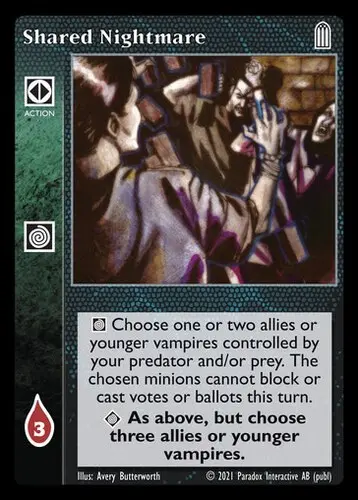 Shared Nightmare
ACTION
Choose one or two allies or
younger vampires controlled by
your predator and/or prey. The
chosen minions cannot block or
cast votes or ballots this turn.
As above, but choose
three allies or younger
vampires.
3
Illus: Avery Butterworth © 2021 Paradox Interactive AB (publ)